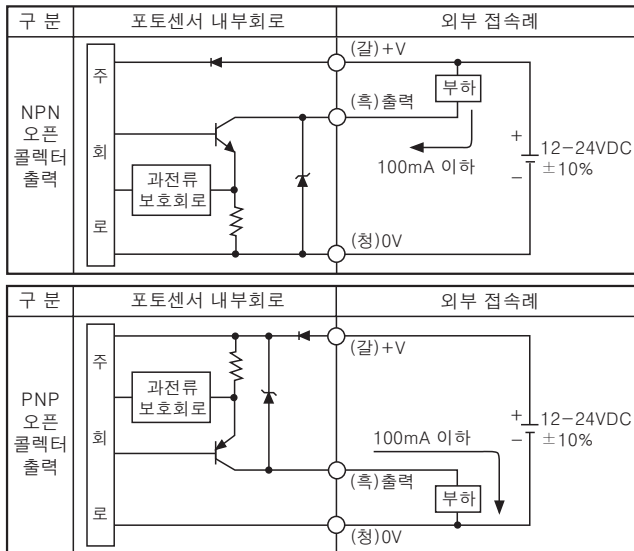 구 분
포토센서 내부회로
외부 접속례
NPN
오픈
콜렉터
출력
주
회
로
과전류
보호회로
(갈)+V
부하
(흑)출력
100mA 이하
+
−
12−24VDC
±10%
(청)0V
구 분
포토센서 내부회로
외부 접속례
PNP
오픈
콜렉터
출력
주
회
로
과전류
보호회로
(갈)+V
+
−
12−24VDC
±10%
100mA 이하
(흑)출력
부하
(청)0V